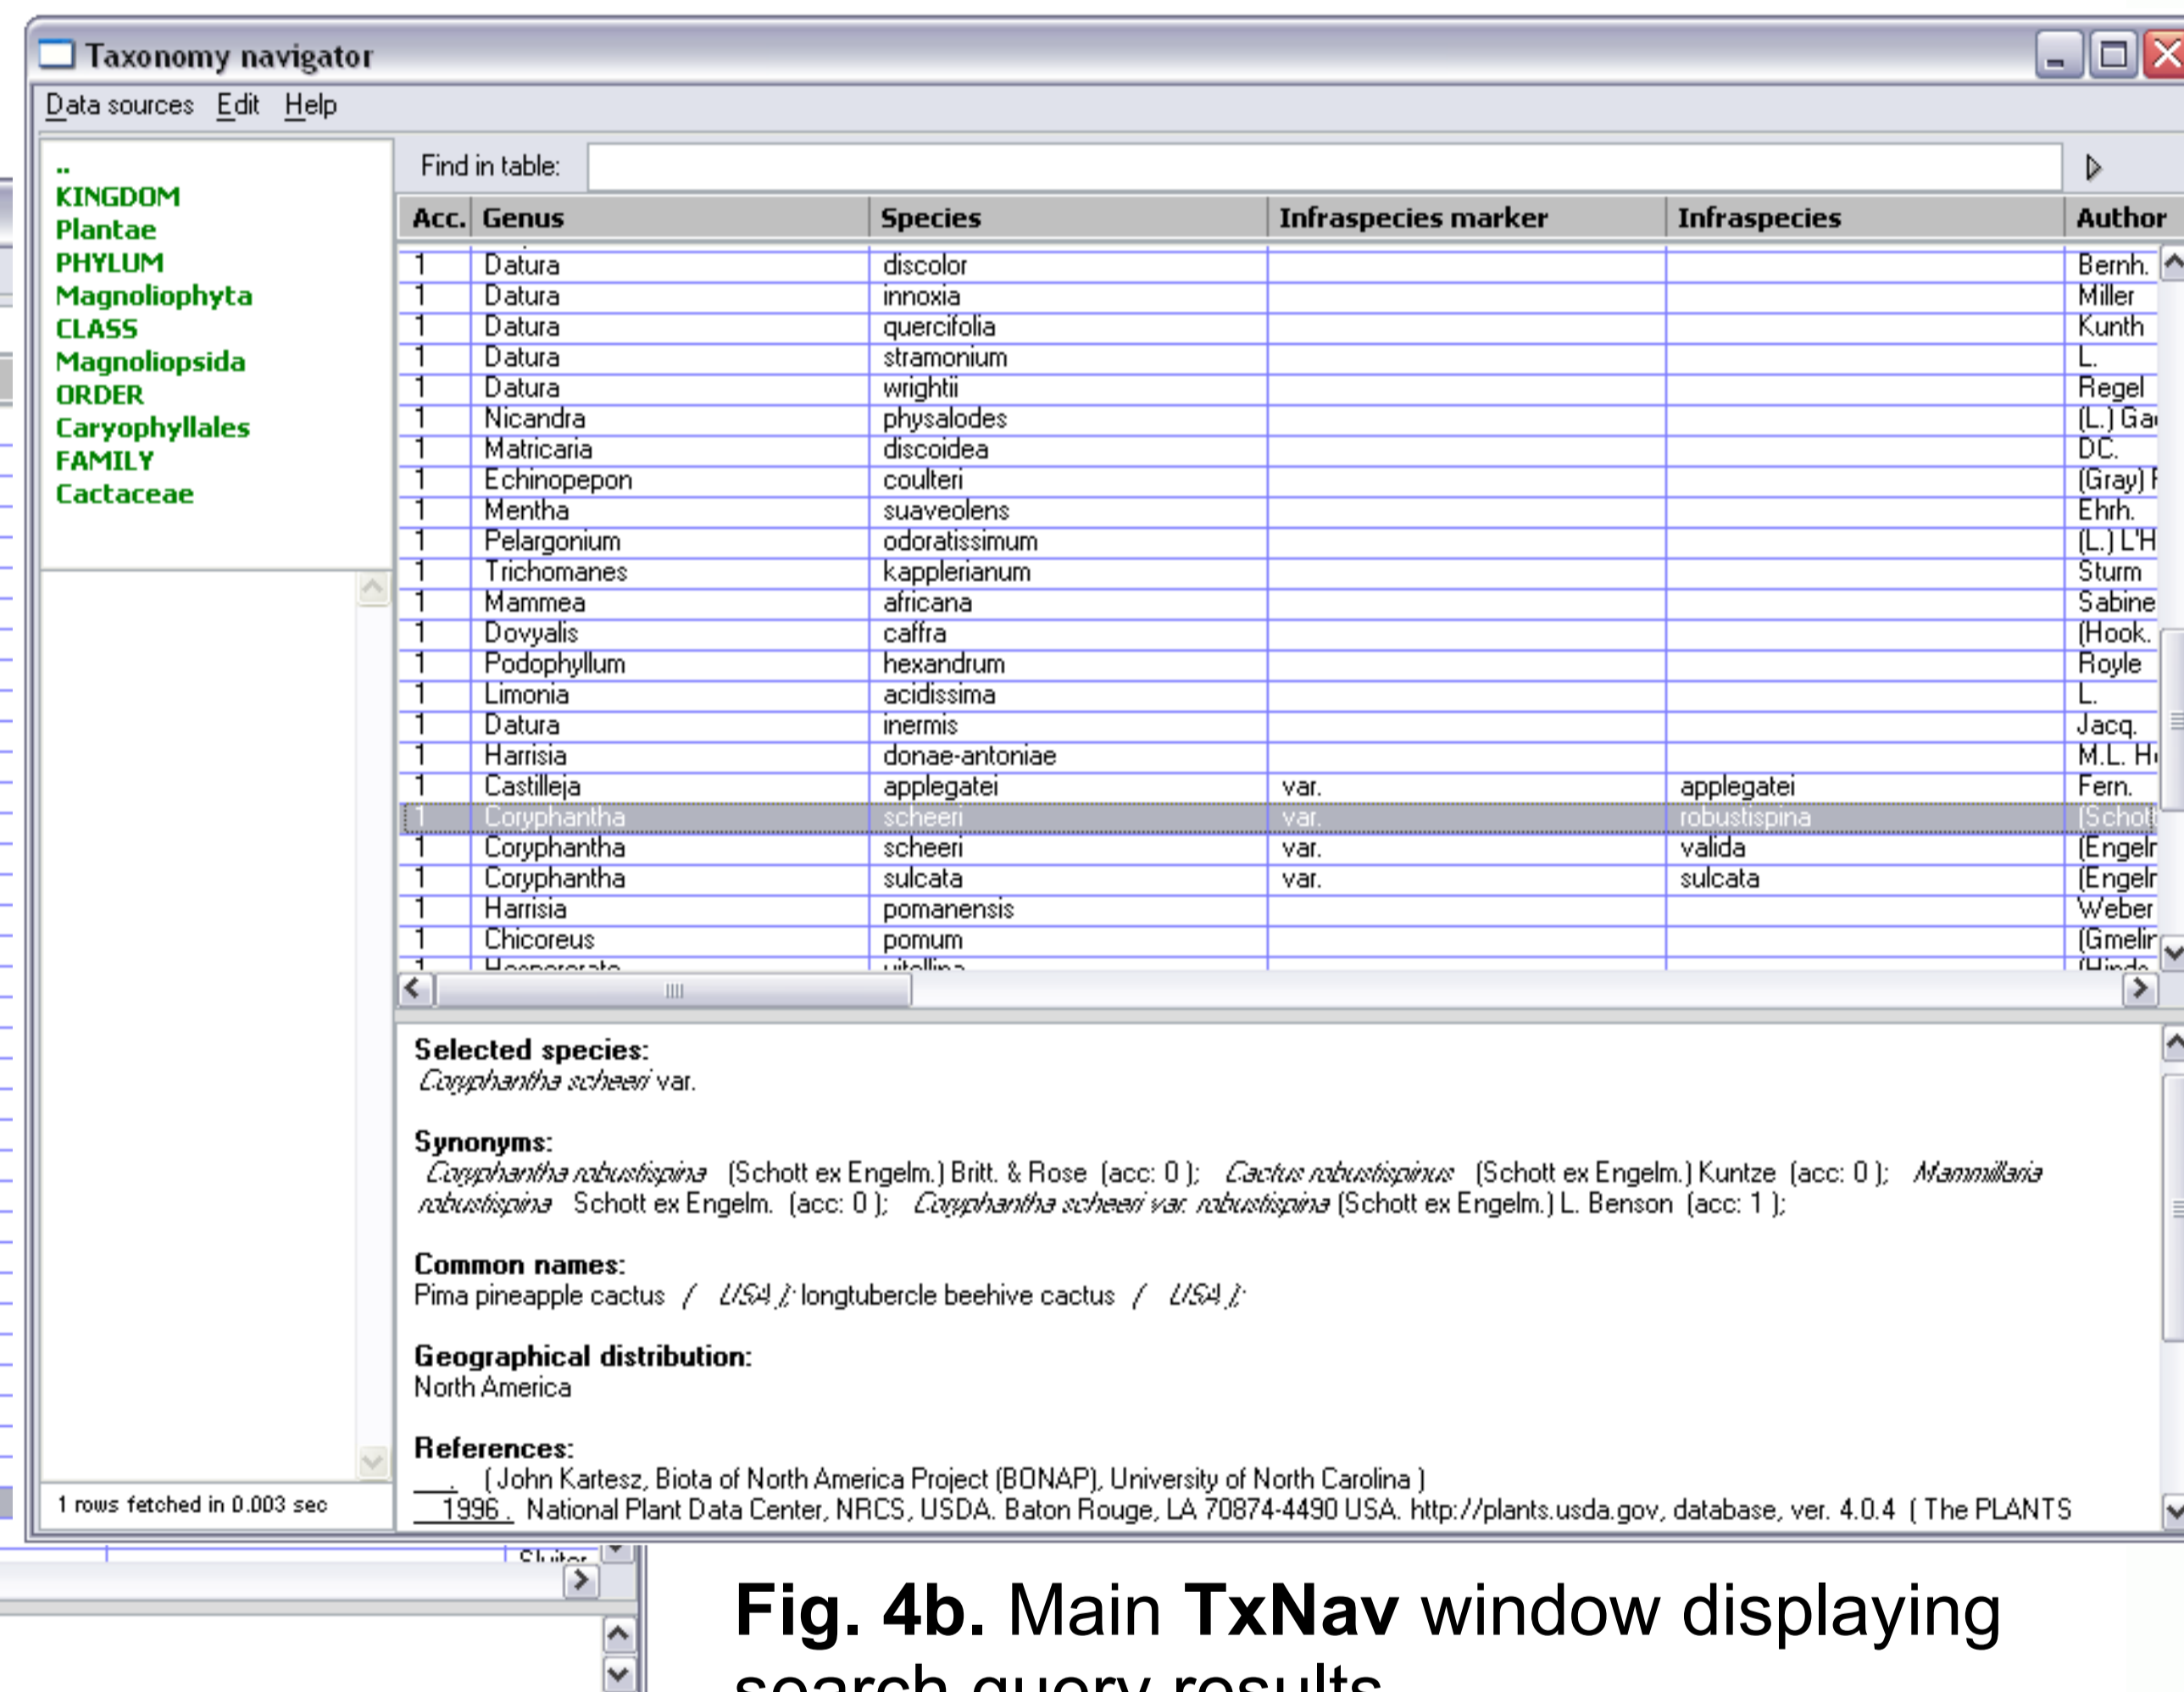 Taxonomy navigator
Data sources Edit Help
..
KINGDOM
Plantae
PHYLUM
Magnoliophyta
CLASS
Magnoliopsida
ORDER
Caryophyllales
FAMILY
Cactaceae
1 rows fetched in 0.003 sec
Find in table:
Acc. Genus Species Infraspecies marker Infraspecies Author
1 Datura discolor Bernh.
1 Datura innoxia Miller
1 Datura quercifolia Kunth
1 Datura stramonium L.
1 Datura wrightii Regel
1 Nicandra physalodes (L.)
1 Matricaria discoidea DC.
1 Echinopepon coulteri (Gray)
1 Mentha suaveolens Ehrh.
1 Pelargonium odoratissimum (L.) L'H
1 Trichomanes kapplerianum Sturm
1 Mammea africana Sabine
1 Dovyalis caffra (Hook.
1 Podophyllum hexandrum Royle
1 Limonia acidissima L.
1 Datura inermis Jacq.
1 Harrisia donae-antoniae M.L.
1 Castilleja applegatei var. applegatei Fern.
1 Coryphantha scheeri var. robustispina (Schott
1 Coryphantha scheeri var. valida (Engelr
1 Coryphantha sulcata var. sulcata (Engelr
1 Harrisia pomanensis Weber
1 Chicoreus pomum (Gmelin
Selected species:
Coryphantha scheeri var.
Synonyms:
Coryphantha robustispina (Schott ex Engelm.) Britt. & Rose (acc: 0 ); Cactus robustispinus (Schott ex Engelm.) Kuntze (acc: 0 ); Mammillaria
robustispina Schott ex Engelm. (acc: 0 ); Coryphantha scheeri var. robustispina (Schott ex Engelm.) L. Benson (acc: 1 );
Common names:
Pima pineapple cactus ( USA ); longtubercle beehive cactus ( USA );
Geographical distribution:
North America
References:
. ( John Kartesz, Biota of North America Project (BONAP), University of North Carolina )
1996 . National Plant Data Center, NRCS, USDA. Baton Rouge, LA 70874-4490 USA. http://plants.usda.gov, database, ver. 4.0.4 ( The PLANTS
Fig. 4b. Main TxNav window displaying
search query results